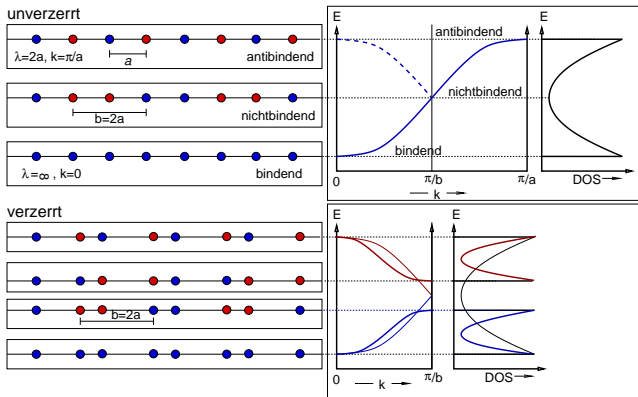 unverzerrt
λ=2a, k=π/a
a
antibindend
b=2a
nichtbindend
λ=∞, k=0
bindend
E
antibindend
nichtbindend
bindend
0
π/b
π/a
k
E
DOS
verzerrt
b=2a
E
0
π/b
k
E
DOS